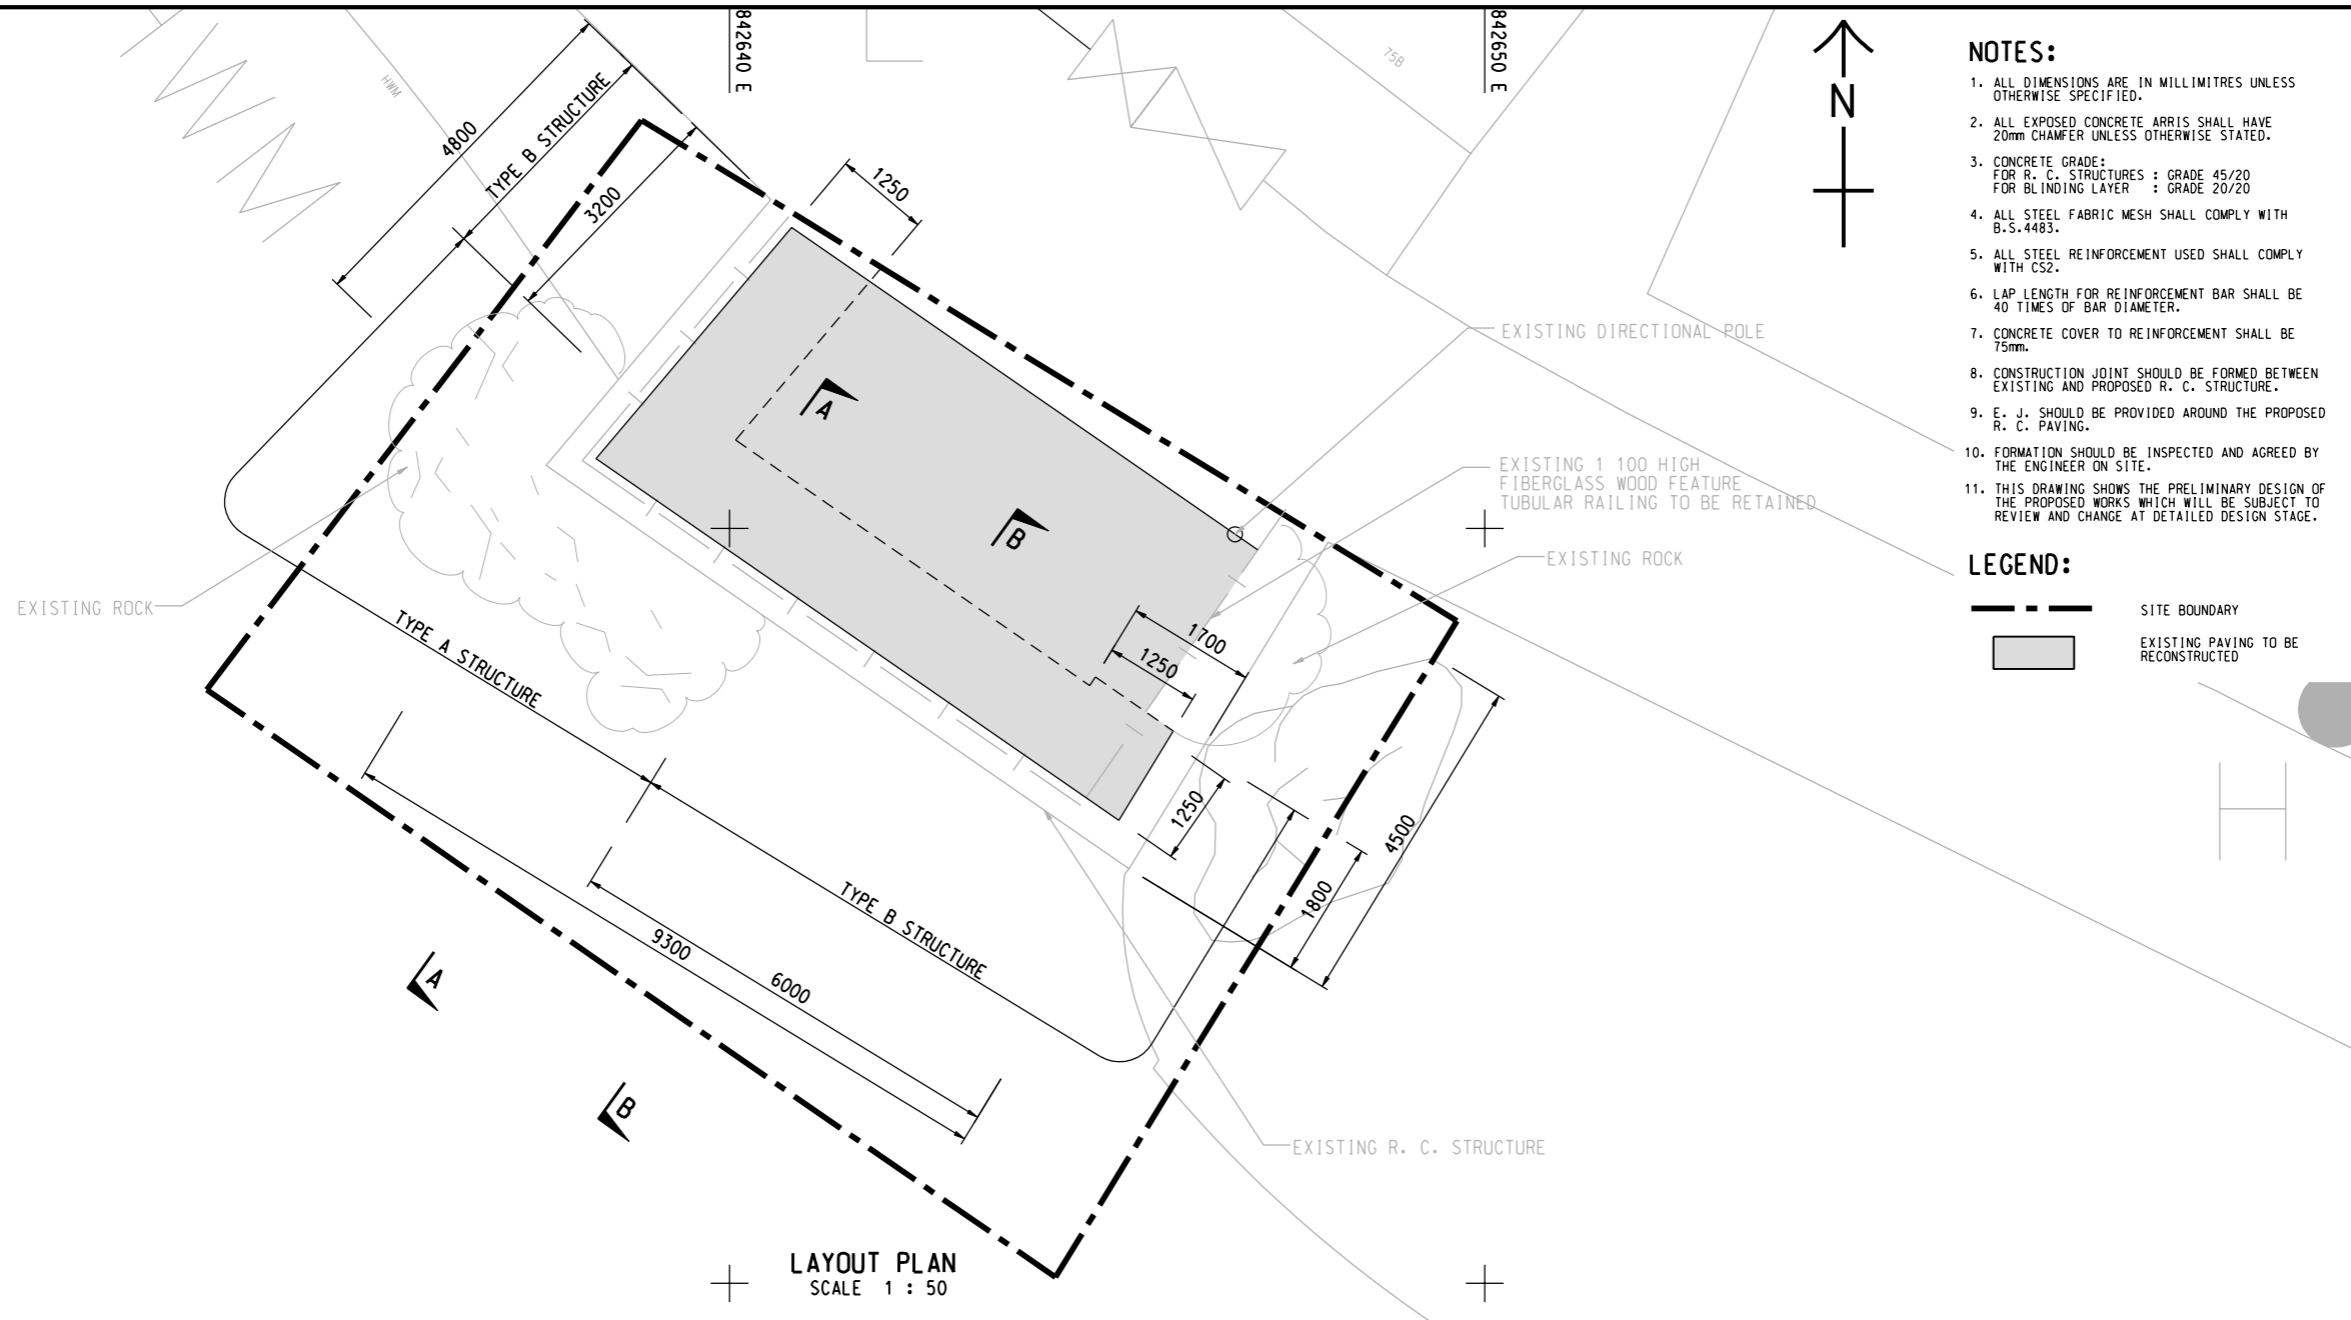 842640 E
842650 E
HWM
75B
4800
TYPE B STRUCTURE
3200
1250
N
A
B
EXISTING DIRECTIONAL POLE
EXISTING 1 100 HIGH
FIBERGLASS WOOD FEATURE
TUBULAR RAILING TO BE RETAINED
EXISTING ROCK
EXISTING ROCK
TYPE A STRUCTURE
1700
1250
1250
4500
1800
TYPE B STRUCTURE
9300
6000
A
B
EXISTING R. C. STRUCTURE
LAYOUT PLAN
SCALE 1 : 50
NOTES:
1. ALL DIMENSIONS ARE IN MILLIMITRES UNLESS
OTHERWISE SPECIFIED.
2. ALL EXPOSED CONCRETE ARRIS SHALL HAVE
20mm CHAMFER UNLESS OTHERWISE STATED.
3. CONCRETE GRADE:
FOR R. C. STRUCTURES : GRADE 45/20
FOR BLINDING LAYER : GRADE 20/20
4. ALL STEEL FABRIC MESH SHALL COMPLY WITH
B.S.4483.
5. ALL STEEL REINFORCEMENT USED SHALL COMPLY
WITH CS2.
6. LAP LENGTH FOR REINFORCEMENT BAR SHALL BE
40 TIMES OF BAR DIAMETER.
7. CONCRETE COVER TO REINFORCEMENT SHALL BE
75mm.
8. CONSTRUCTION JOINT SHOULD BE FORMED BETWEEN
EXISTING AND PROPOSED R. C. STRUCTURE.
9. E. J. SHOULD BE PROVIDED AROUND THE PROPOSED
R. C. PAVING.
10. FORMATION SHOULD BE INSPECTED AND AGREED BY
THE ENGINEER ON SITE.
11. THIS DRAWING SHOWS THE PRELIMINARY DESIGN OF
THE PROPOSED WORKS WHICH WILL BE SUBJECT TO
REVIEW AND CHANGE AT DETAILED DESIGN STAGE.
LEGEND:
SITE BOUNDARY
EXISTING PAVING TO BE
RECONSTRUCTED